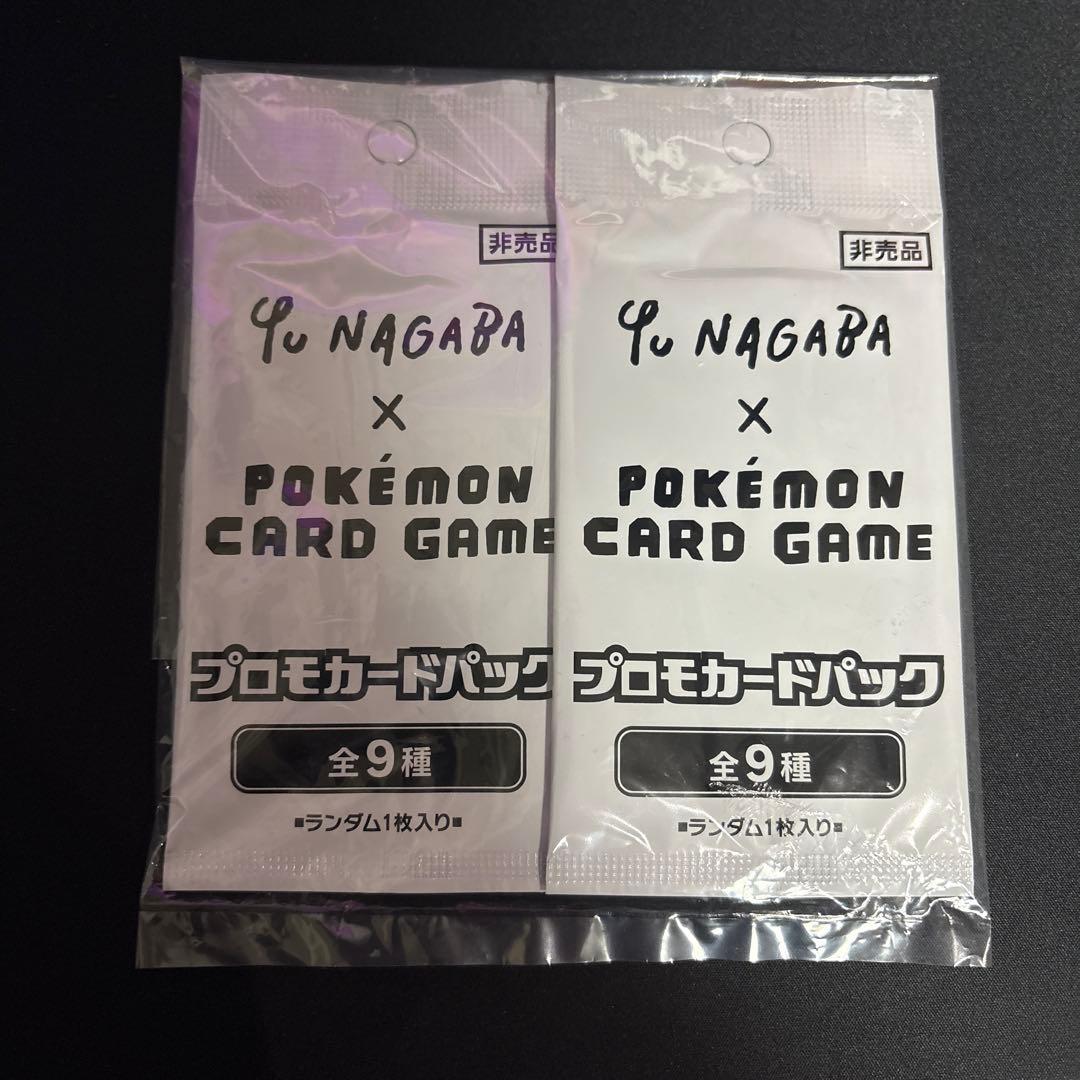 非売品
Yu NAGABA
×
POKÉMON
CARD GAME
プロモカードパック
全9種
■ランダム1枚入り■
非売品
Yu NAGABA
×
POKÉMON
CARD GAME
プロモカードパック
全9種
■ランダム1枚入り■